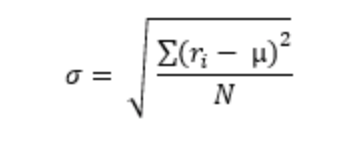 σ = √(∑(rᵢ − μ)² / N)